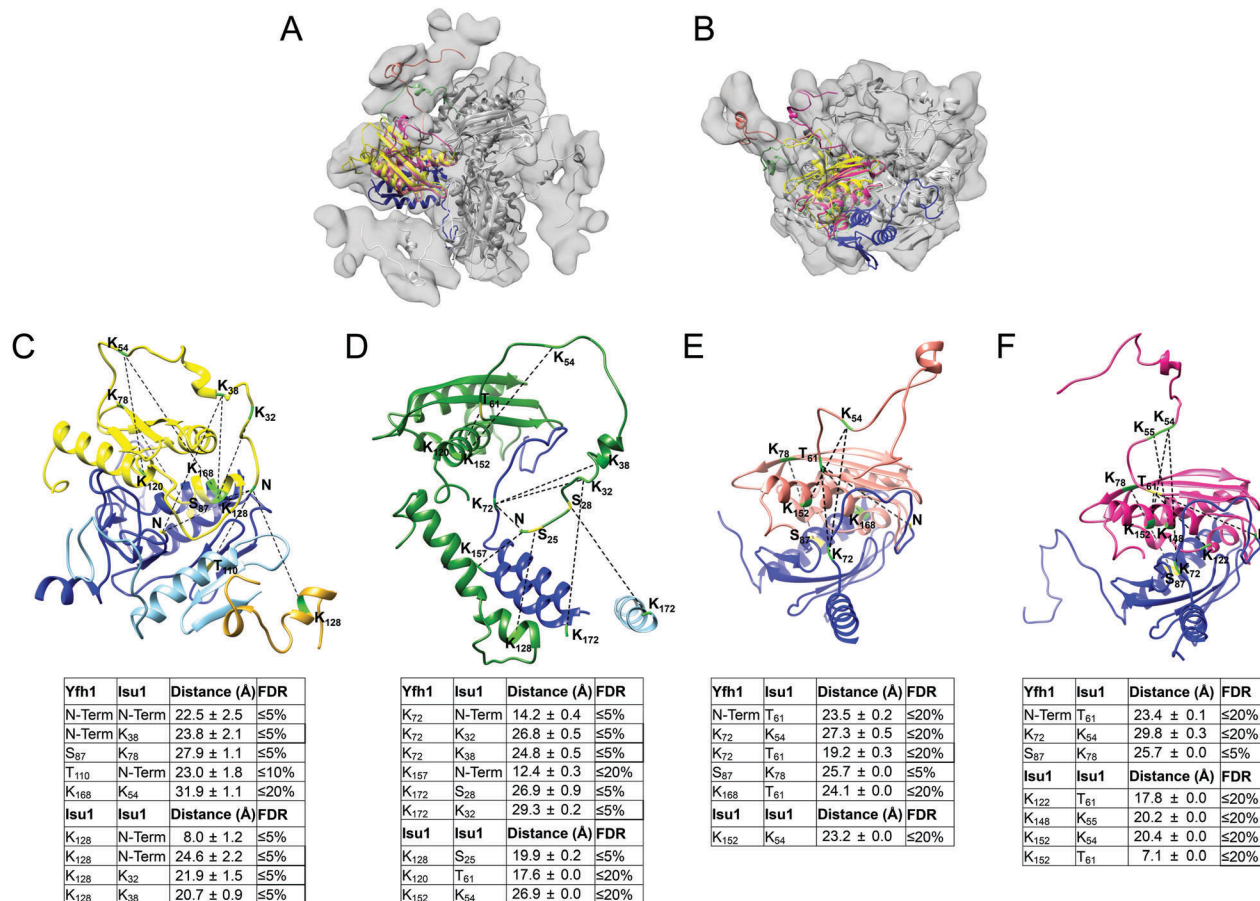 A
B
C
K54
K78
K38
K32
K168
K120
S87
N
N
K128
T110
K128
D
K54
T61
K120
K152
K38
K32
K72
S28
N
S25
K157
K172
K128
K172
E
K54
K78
T61
K152
K168
N
S87
K72
F
K54
K55
K78
T61
K152
K148
K122
K72
S87
Yfh1 Isu1 Distance (Å) FDR
N-Term N-Term 22.5 ± 2.5 ≤5%
N-Term K38 23.8 ± 2.1 ≤5%
S87 K78 27.9 ± 1.1 ≤5%
T110 N-Term 23.0 ± 1.8 ≤10%
K168 K54 31.9 ± 1.1 ≤20%
Isu1 Isu1
K128 N-Term 8.0 ± 1.2 ≤5%
K128 N-Term 24.6 ± 2.2 ≤5%
K128 K32 21.9 ± 1.5 ≤5%
K128 K38 20.7 ± 0.9 ≤5%
Yfh1 Isu1 Distance (Å) FDR
K72 N-Term 14.2 ± 0.4 ≤5%
K72 K32 26.8 ± 0.5 ≤5%
K72 K38 24.8 ± 0.5 ≤5%
K157 N-Term 12.4 ± 0.3 ≤20%
K172 S28 26.9 ± 0.9 ≤5%
K172 K32 29.3 ± 0.2 ≤5%
Isu1 Isu1
K128 S25 19.9 ± 0.2 ≤5%
K120 T61 17.6 ± 0.0 ≤20%
K152 K54 26.9 ± 0.0 ≤20%
Yfh1 Isu1 Distance (Å) FDR
N-Term T61 23.5 ± 0.2 ≤20%
K72 K54 27.3 ± 0.5 ≤20%
K72 T61 19.2 ± 0.3 ≤20%
S87 K78 25.7 ± 0.0 ≤5%
K168 T61 24.1 ± 0.0 ≤20%
Isu1 Isu1
K152 K54 23.2 ± 0.0 ≤20%
Yfh1 Isu1 Distance (Å) FDR
N-Term T61 23.4 ± 0.1 ≤20%
K72 K54 29.8 ± 0.3 ≤20%
S87 K78 25.7 ± 0.0 ≤5%
Isu1 Isu1
K122 T61 17.8 ± 0.0 ≤20%
K148 K55 20.2 ± 0.0 ≤20%
K152 K54 20.4 ± 0.0 ≤20%
K152 T61 7.1 ± 0.0 ≤20%